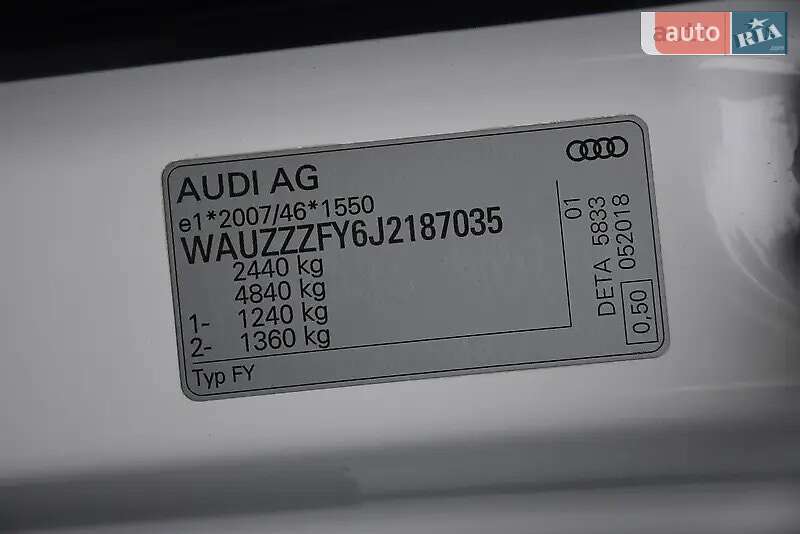 auto RIA
.com
AUDI AG
e1*2007/46*1550
WAUZZZFY6J2187035
2440 kg
4840 kg
1- 1240 kg
2- 1360 kg
Typ FY
01
DETA 5833
052018
0,50